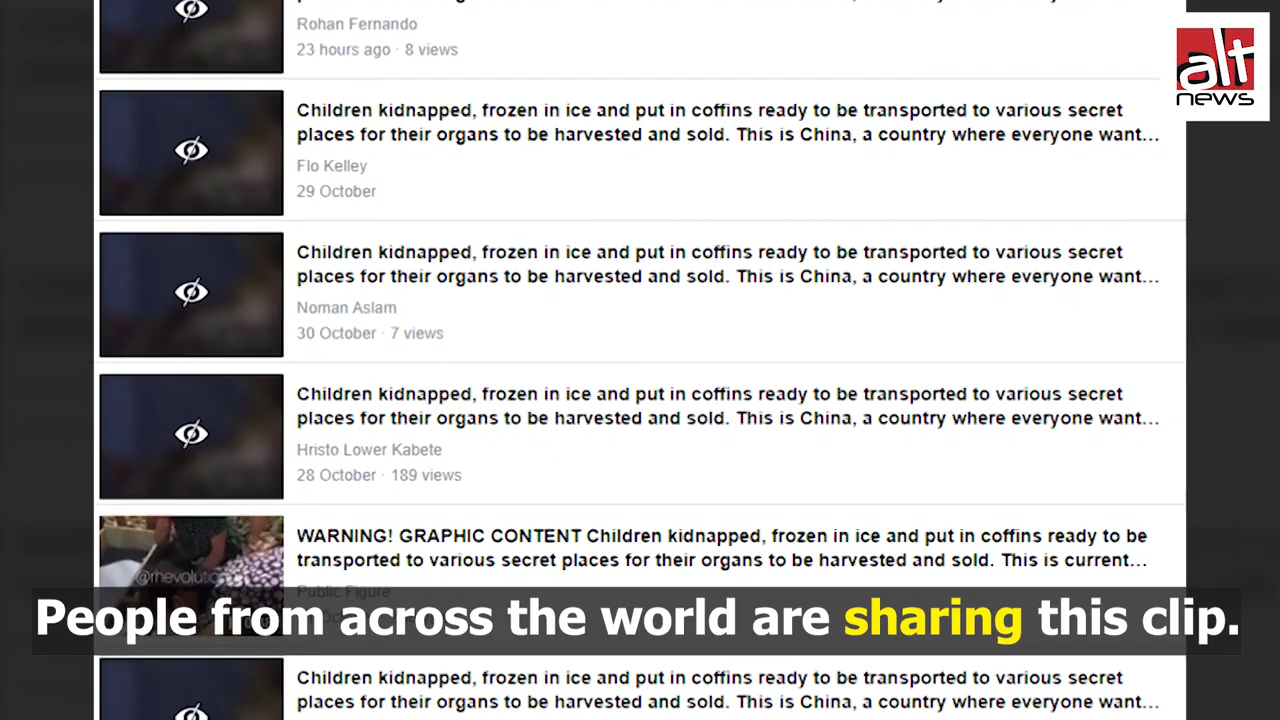 Rohan Fernando
23 hours ago · 8 views
alt
news
Children kidnapped, frozen in ice and put in coffins ready to be transported to various secret
places for their organs to be harvested and sold. This is China, a country where everyone want...
Flo Kelley
29 October
Children kidnapped, frozen in ice and put in coffins ready to be transported to various secret
places for their organs to be harvested and sold. This is China, a country where everyone want...
Noman Aslam
30 October · 7 views
Children kidnapped, frozen in ice and put in coffins ready to be transported to various secret
places for their organs to be harvested and sold. This is China, a country where everyone want...
Hristo Lower Kabete
28 October · 189 views
WARNING! GRAPHIC CONTENT Children kidnapped, frozen in ice and put in coffins ready to be
transported to various secret places for their organs to be harvested and sold. This is current...
@rhevolutio
Public Figure
People from across the world are sharing this clip.
Children kidnapped, frozen in ice and put in coffins ready to be transported to various secret
places for their organs to be harvested and sold. This is China, a country where everyone want...